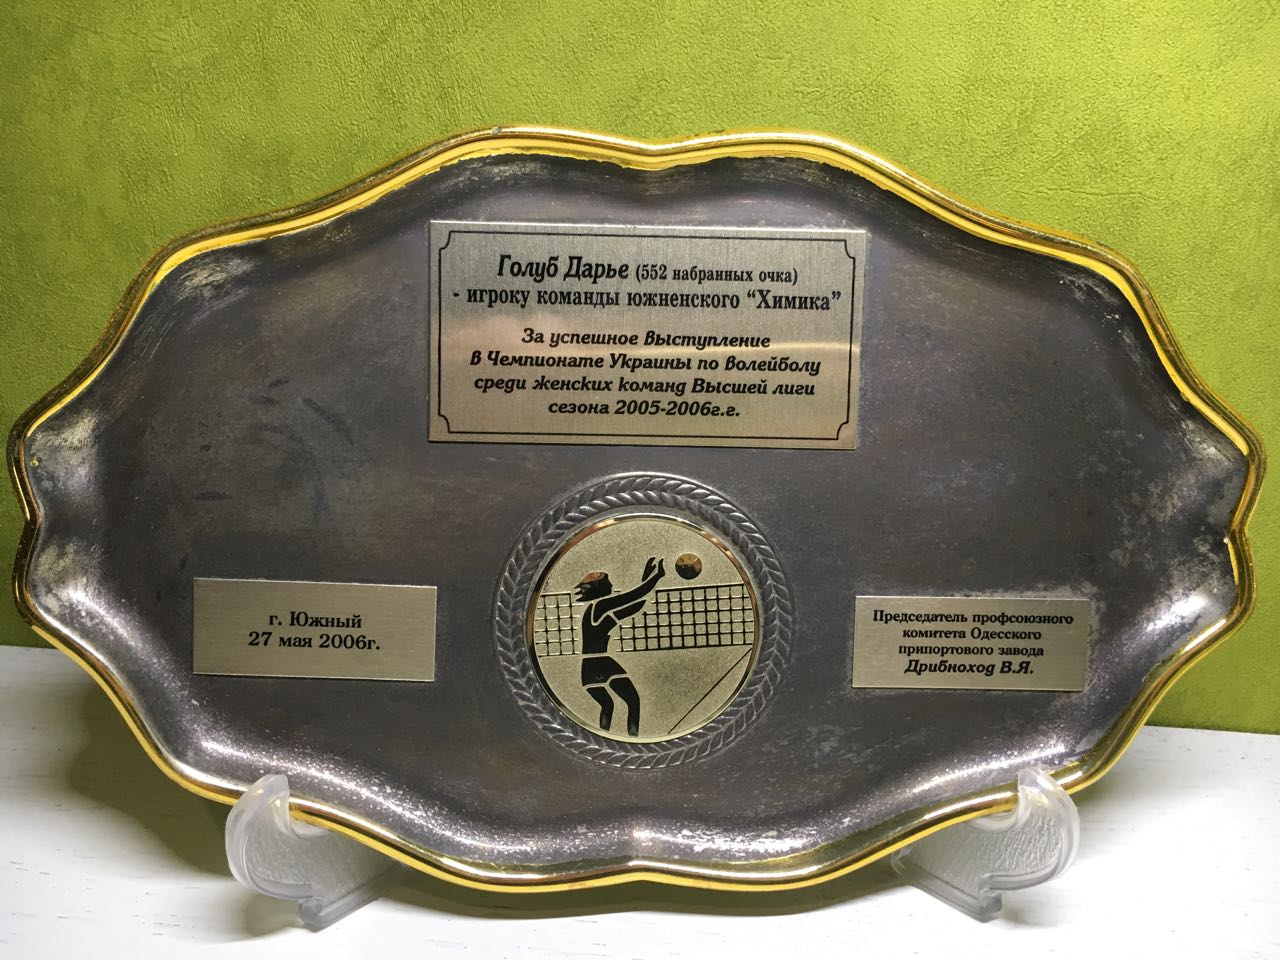 Голуб Дарье (552 набранных очка)
- игроку команды южненского "Химика"
За успешное Выступление
В Чемпионате Украины по Волейболу
среди женских команд Высшей лиги
сезона 2005-2006г.г.
г. Южный
27 мая 2006г.
Председатель профсоюзного
комитета Одесского
припортового завода
Дрибноход В.Я.